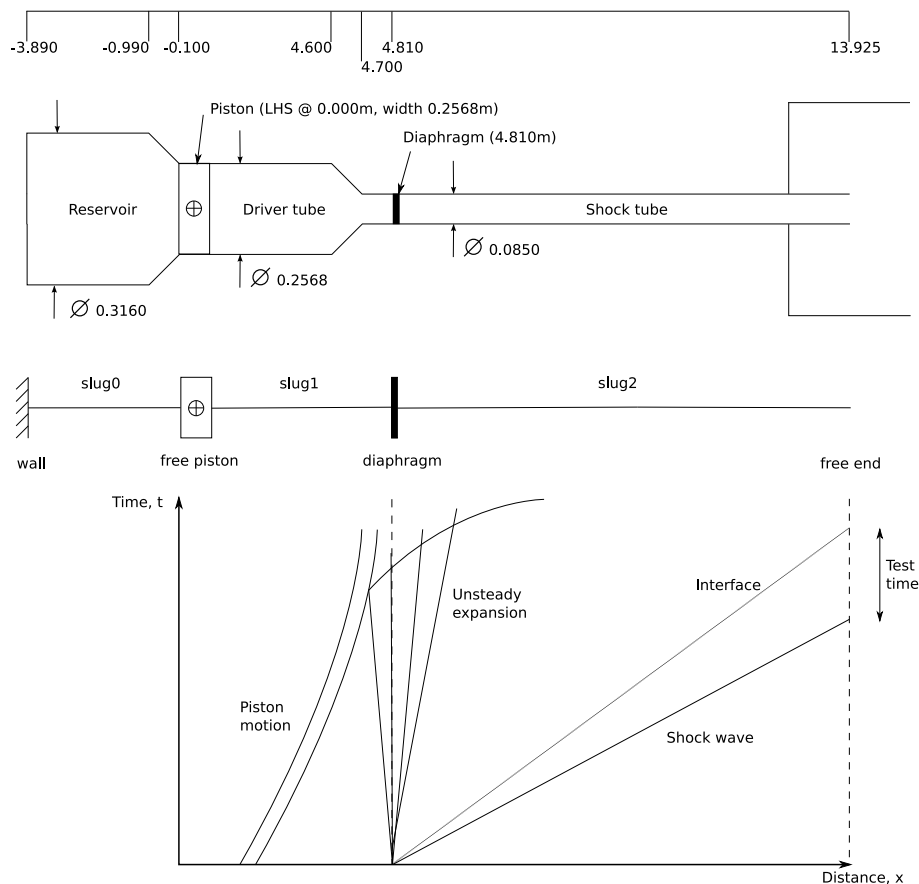 -3.890
-0.990
-0.100
4.600
4.810
13.925
4.700
Piston (LHS @ 0.000m, width 0.2568m)
Diaphragm (4.810m)
Reservoir
Driver tube
Shock tube
∅ 0.3160
∅ 0.2568
∅ 0.0850
slug0
slug1
slug2
wall
free piston
diaphragm
free end
Time, t
Interface
Test
time
Unsteady
expansion
Piston
motion
Shock wave
Distance, x